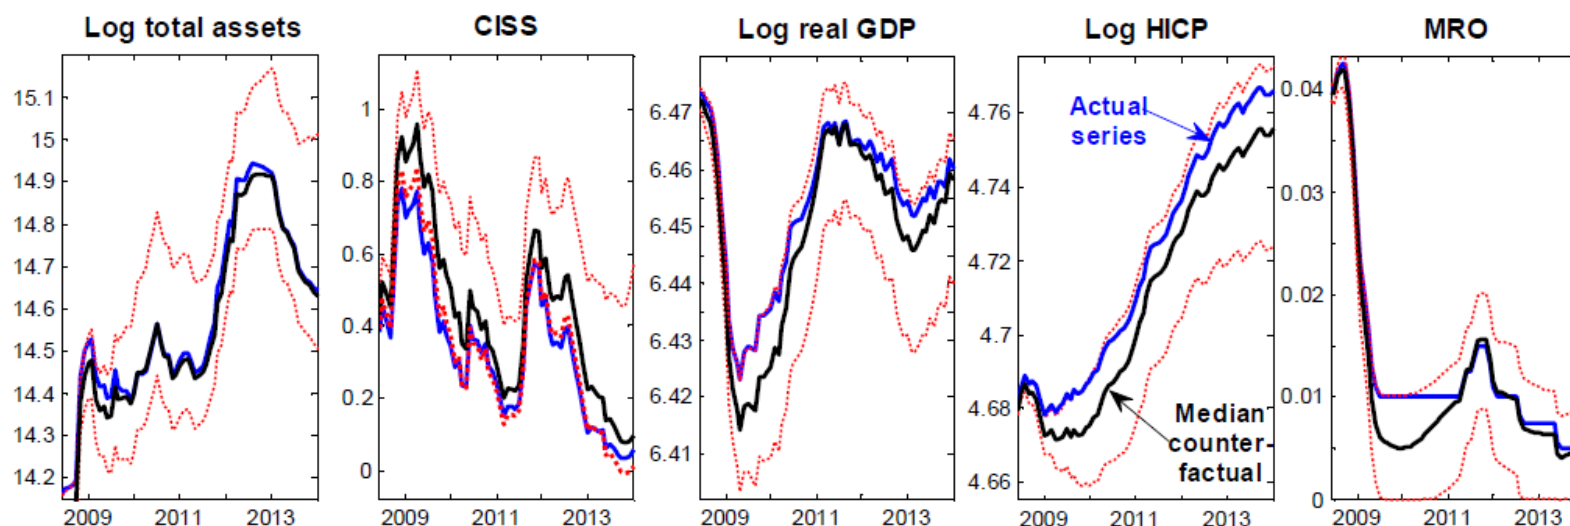 Log total assets
CISS
Log real GDP
Log HICP
MRO
15.1
15
14.9
14.8
14.7
14.6
14.5
14.4
14.3
14.2
2009 2011 2013
1
0.8
0.6
0.4
0.2
0
2009 2011 2013
6.47
6.46
6.45
6.44
6.43
6.42
6.41
2009 2011 2013
4.76
4.74
4.72
4.7
4.68
4.66
Actual
series
Median
counter-
factual
2009 2011 2013
0.04
0.03
0.02
0.01
0
2009 2011 2013